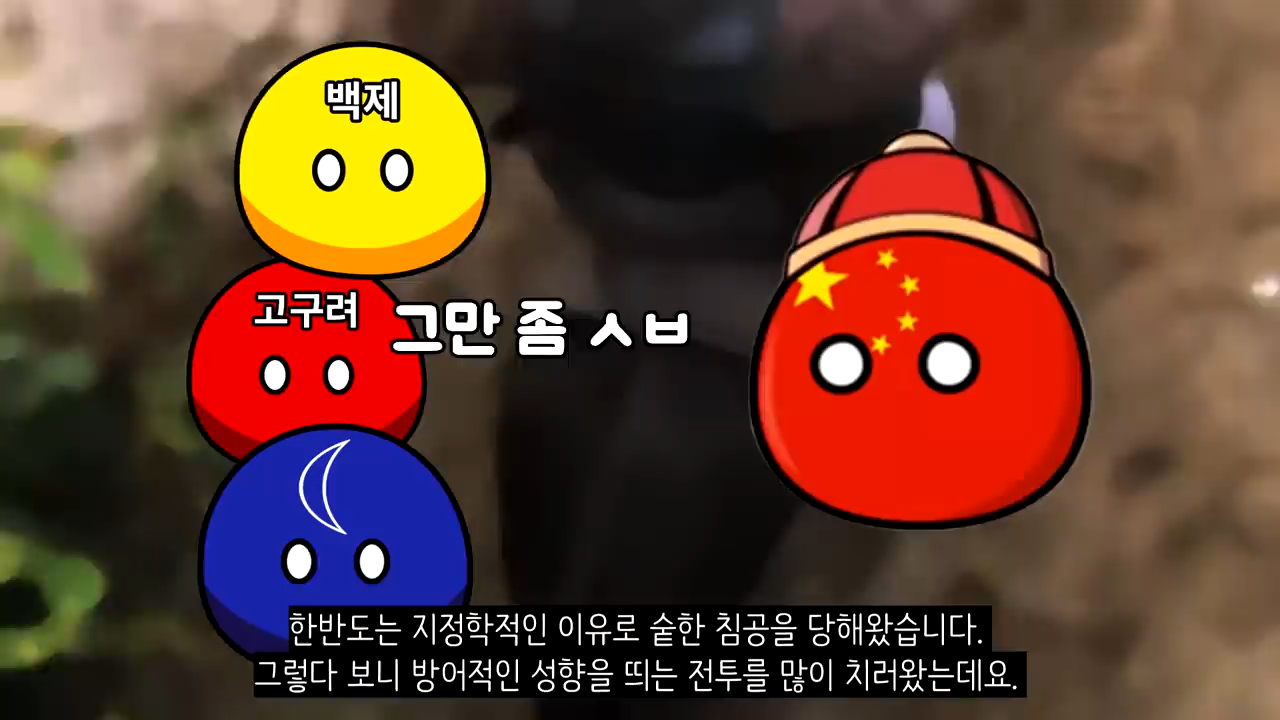 백제
고구려
그만 좀 ㅅㅂ
한반도는 지정학적인 이유로 숱한 침공을 당해왔습니다.
그렇다 보니 방어적인 성향을 띄는 전투를 많이 치러왔는데요.